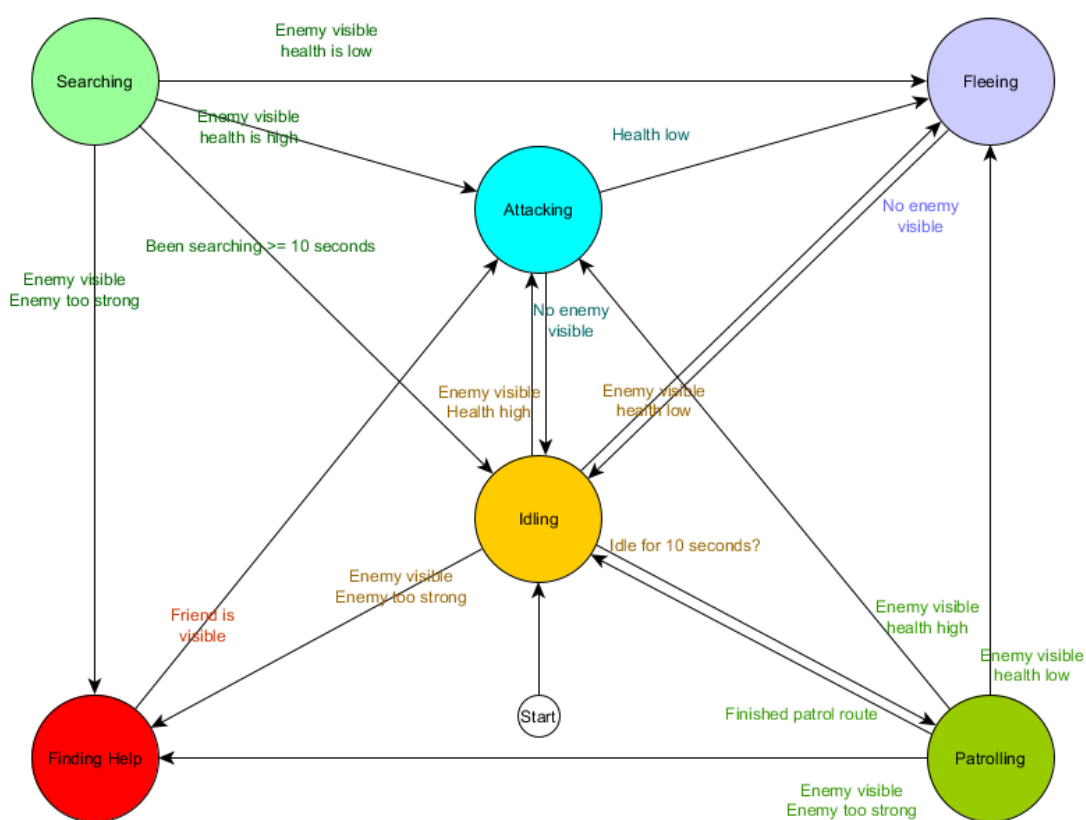 Enemy visible
health is low
Searching
Fleeing
Enemy visible
health is high
Health low
Attacking
No enemy
visible
Been searching >= 10 seconds
Enemy visible
Enemy too strong
No enemy
visible
Enemy visible
Health high
Enemy visible
health low
Idling
Idle for 10 seconds?
Enemy visible
Enemy too strong
Friend is
visible
Enemy visible
health high
Enemy visible
health low
Start
Finished patrol route
Finding Help
Patrolling
Enemy visible
Enemy too strong